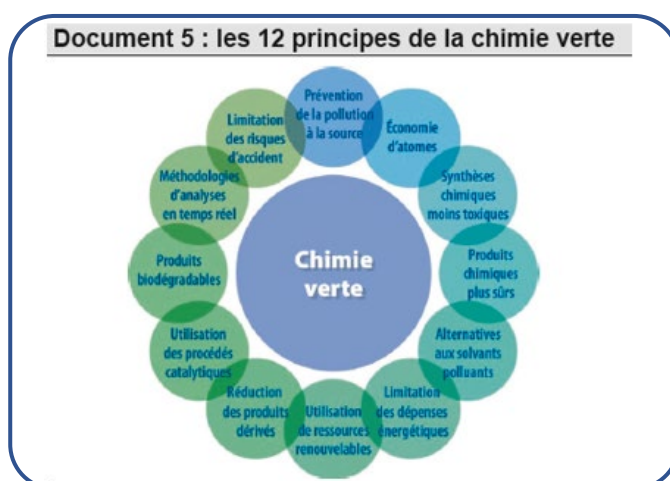 Document 5 : les 12 principes de la chimie verte
Prévention
de la pollution
à la source
Économie
d'atomes
Synthèses
chimiques
moins toxiques
Produits
chimiques
plus sûrs
Alternatives
aux solvants
polluants
Limitation
des dépenses
énergétiques
Utilisation
de ressources
renouvelables
Réduction
des produits
dérivés
Utilisation
des procédés
catalytiques
Produits
biodégradables
Méthodologies
d'analyses
en temps réel
Limitation
des risques
d'accident
Chimie
verte